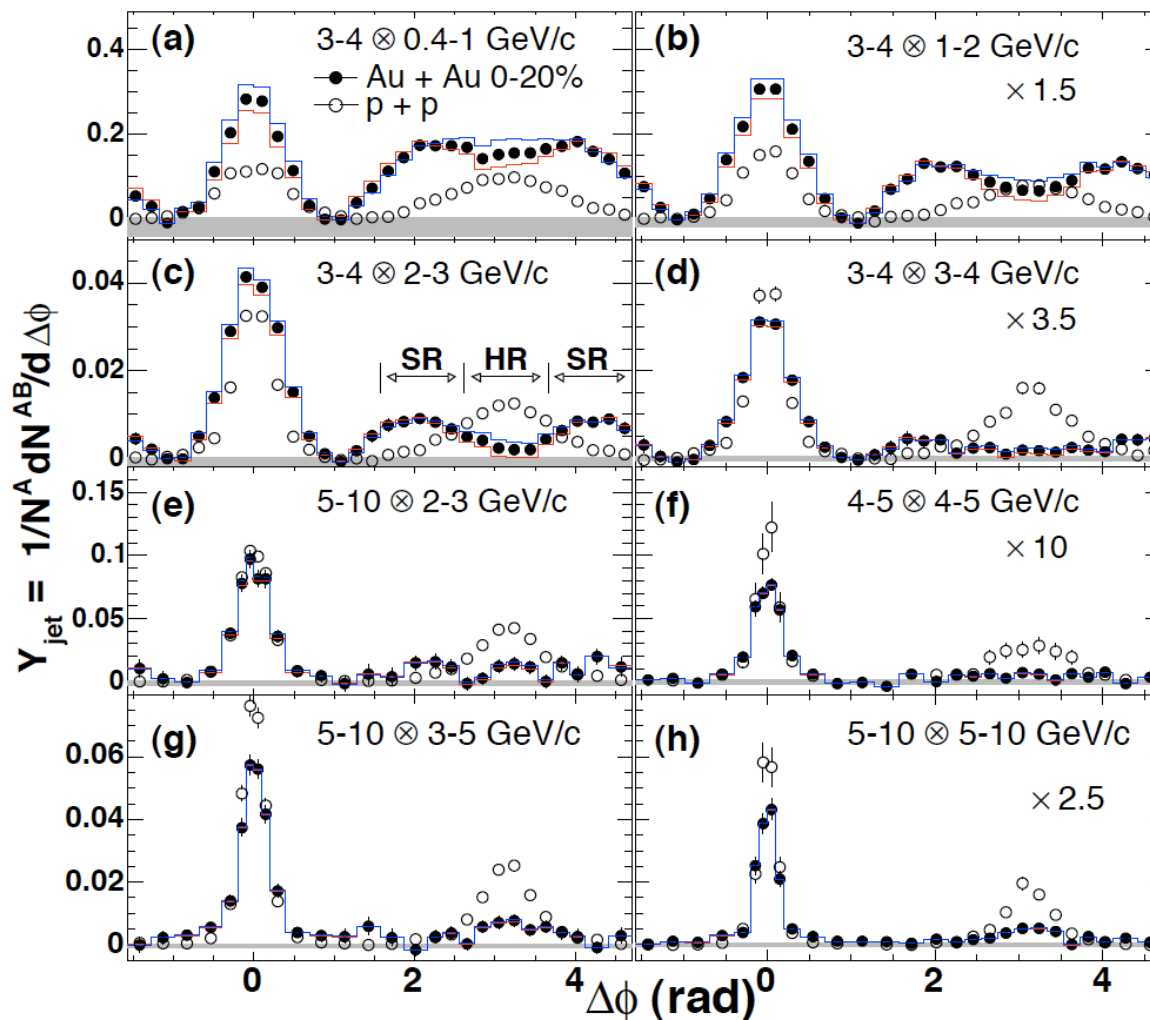 (a) 3-4 ⊗ 0.4-1 GeV/c
Au + Au 0-20%
p + p
0.4
0.2
0
(b) 3-4 ⊗ 1-2 GeV/c
× 1.5
(c) 3-4 ⊗ 2-3 GeV/c
SR HR SR
0.04
0.02
0
(d) 3-4 ⊗ 3-4 GeV/c
× 3.5
(e) 5-10 ⊗ 2-3 GeV/c
0.15
0.1
0.05
0
(f) 4-5 ⊗ 4-5 GeV/c
× 10
(g) 5-10 ⊗ 3-5 GeV/c
0.06
0.04
0.02
0
(h) 5-10 ⊗ 5-10 GeV/c
× 2.5
0 2 4 0 2 4
Δϕ (rad)
Y_jet = 1/N^A dN^AB/d Δϕ